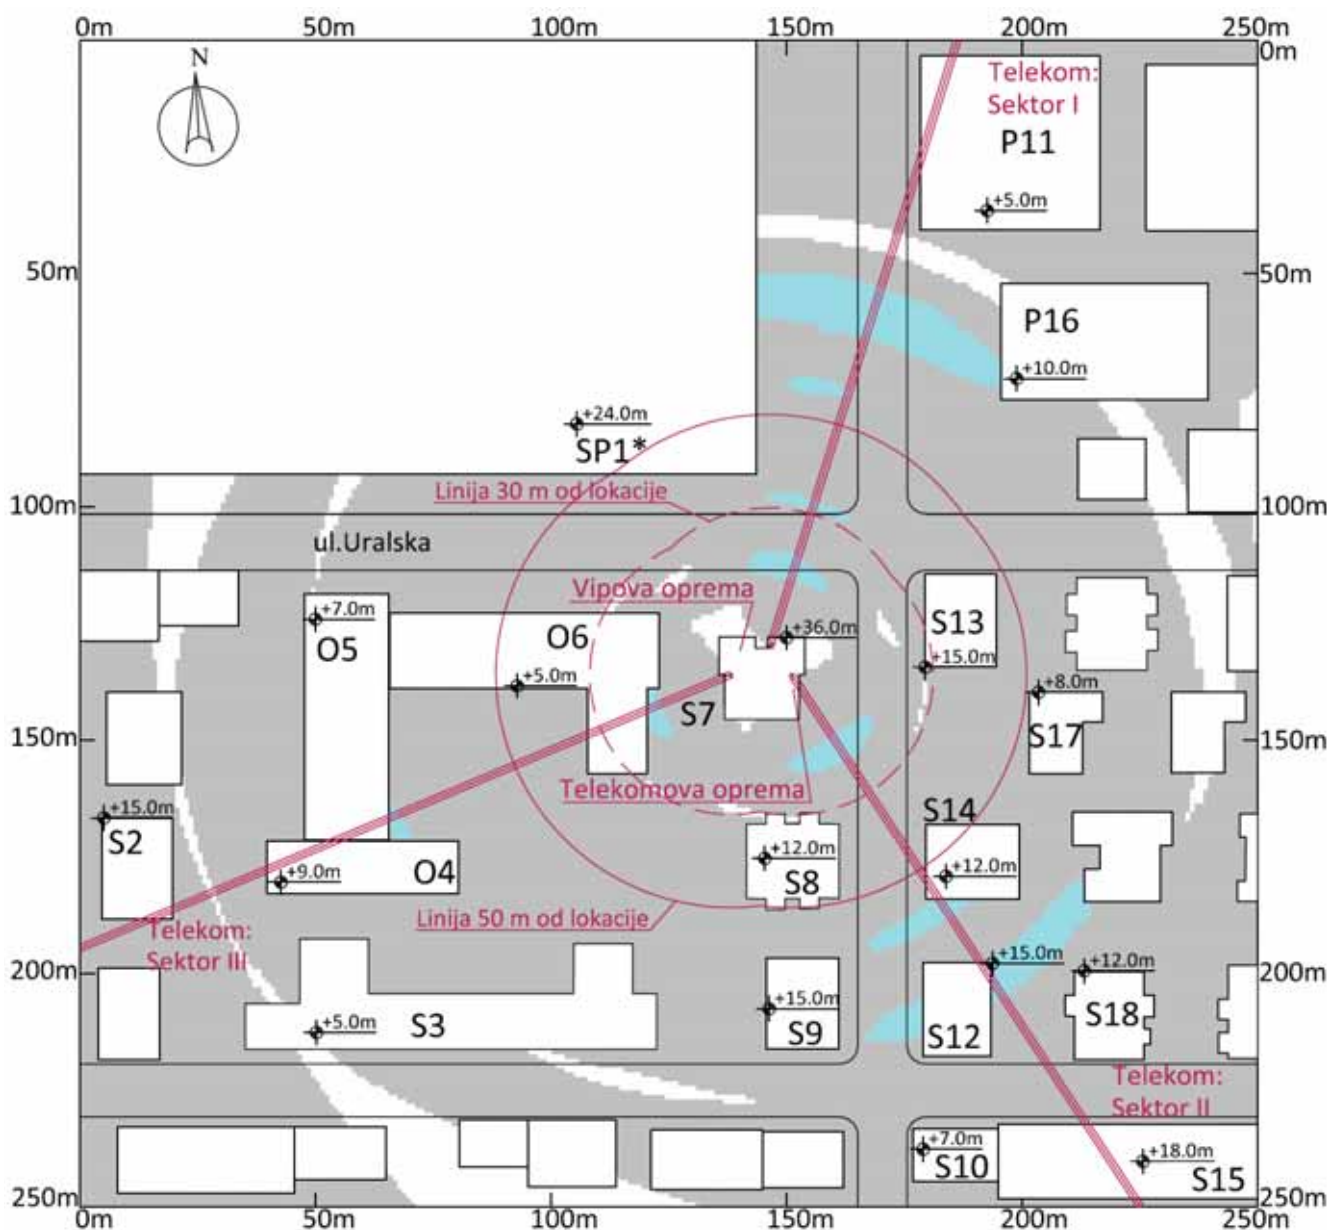 0m 50m 100m 150m 200m 250m
0m
N
Telekom:
Sektor I
P11
+5.0m
50m 50m
P16
+10.0m
+24.0m
SP1*
Linija 30 m od lokacije
100m 100m
ul.Uralska
Vipova oprema
+7.0m
O5
O6
+36.0m
S13
+15.0m
+5.0m
+8.0m
S7
S17
150m 150m
Telekomova oprema
+15.0m
S2
S14
+12.0m
S8
+9.0m
O4
+12.0m
Linija 50 m od lokacije
Telekom:
Sektor III
200m 200m
+15.0m
+12.0m
+5.0m
S3
+15.0m
S9
S12
S18
Telekom:
Sektor II
+7.0m
S10
+18.0m
S15
250m 250m
0m 50m 100m 150m 200m 250m